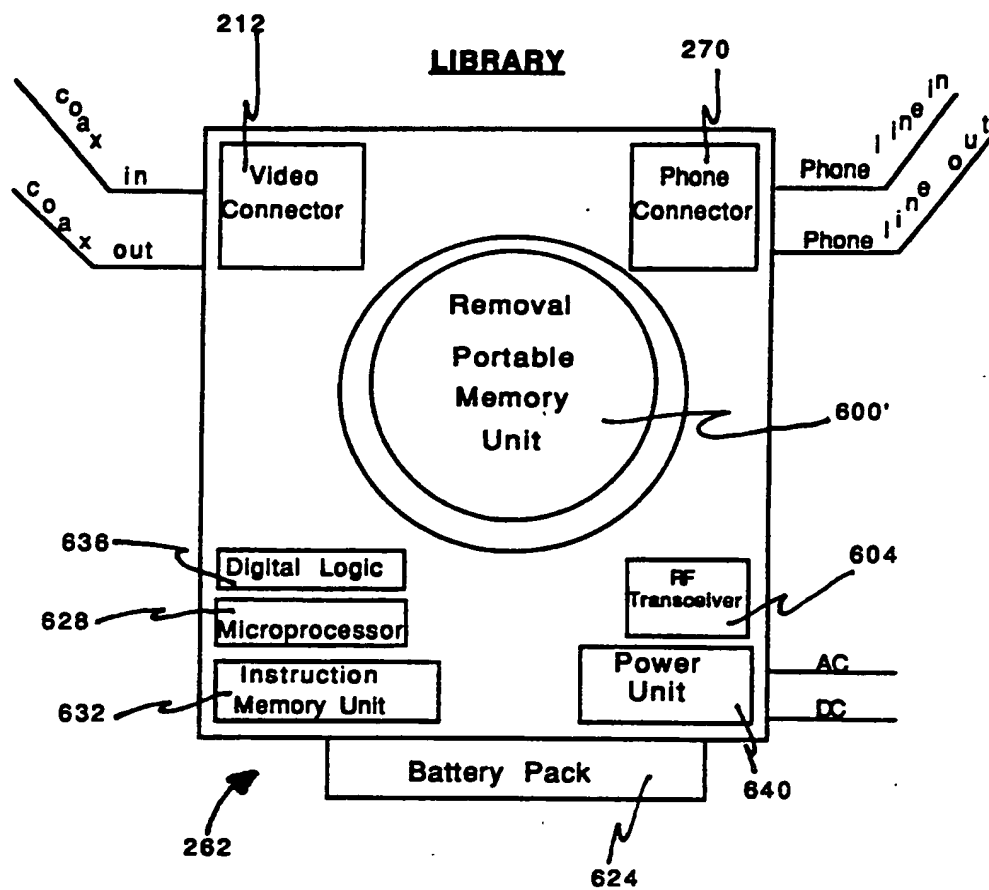 212
LIBRARY
270
coax in
Video
Connector
Phone
Connector
Phone line in
coax out
Phone line out
Removal
Portable
Memory
Unit
600'
636
Digital Logic
RF
Transceiver
604
628
Microprocessor
Instruction
Memory Unit
632
Power
Unit
AC
DC
Battery Pack
640
262
624